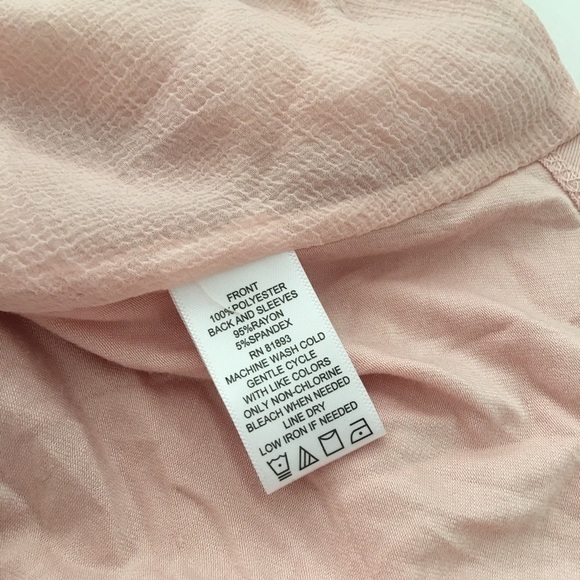 FRONT
100%POLYESTER
BACK AND SLEEVES
95%RAYON
5%SPANDEX
RN 81893
MACHINE WASH COLD
GENTLE CYCLE
WITH LIKE COLORS
ONLY NON-CHLORINE
BLEACH WHEN NEEDED
LINE DRY
LOW IRON IF NEEDED